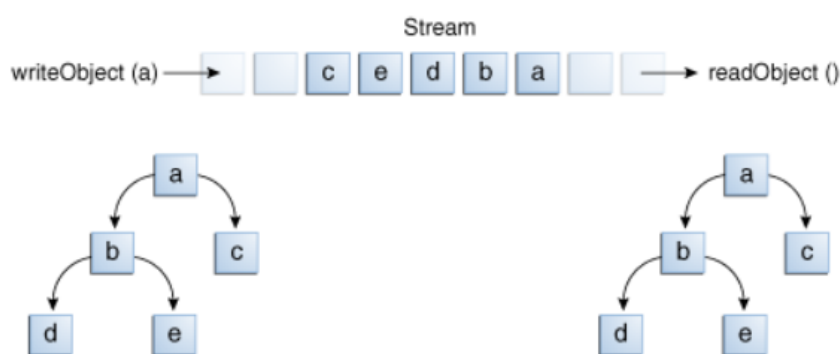 Stream
writeObject (a) c e d b a readObject ()
a a
b c b c
d e d e